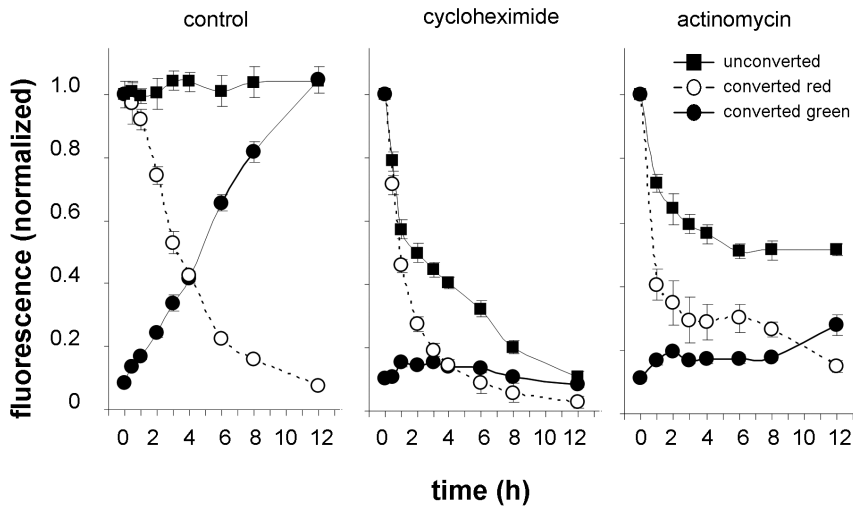 control
cycloheximide
actinomycin
unconverted
converted red
converted green
fluorescence (normalized)
1.0
0.8
0.6
0.4
0.2
0
0 2 4 6 8 10 12
0 2 4 6 8 10 12
0 2 4 6 8 10 12
time (h)